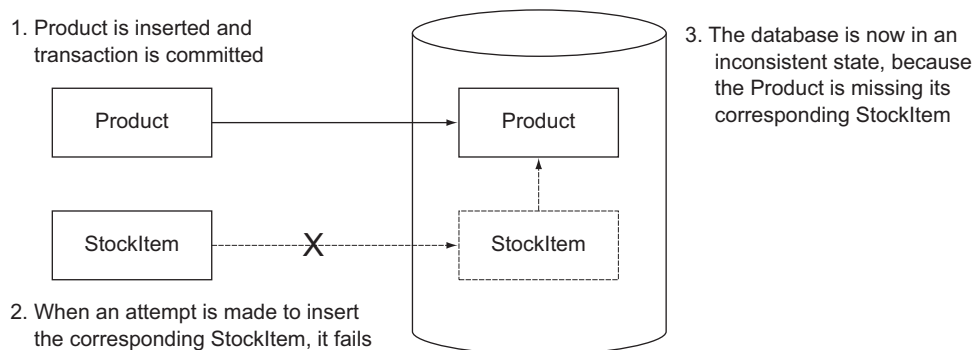 1. Product is inserted and
transaction is committed
Product
Product
3. The database is now in an
inconsistent state, because
the Product is missing its
corresponding StockItem
StockItem
X
StockItem
2. When an attempt is made to insert
the corresponding StockItem, it fails